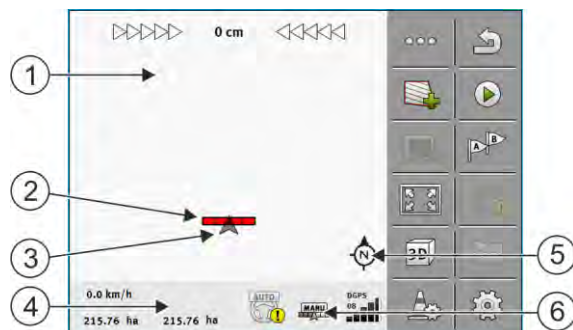 0 cm
1
A B
2
3
N
5
3D
4
0.0 km/h
AUTO
MANU
DGPS
08
6
215.76 ha 215.76 ha